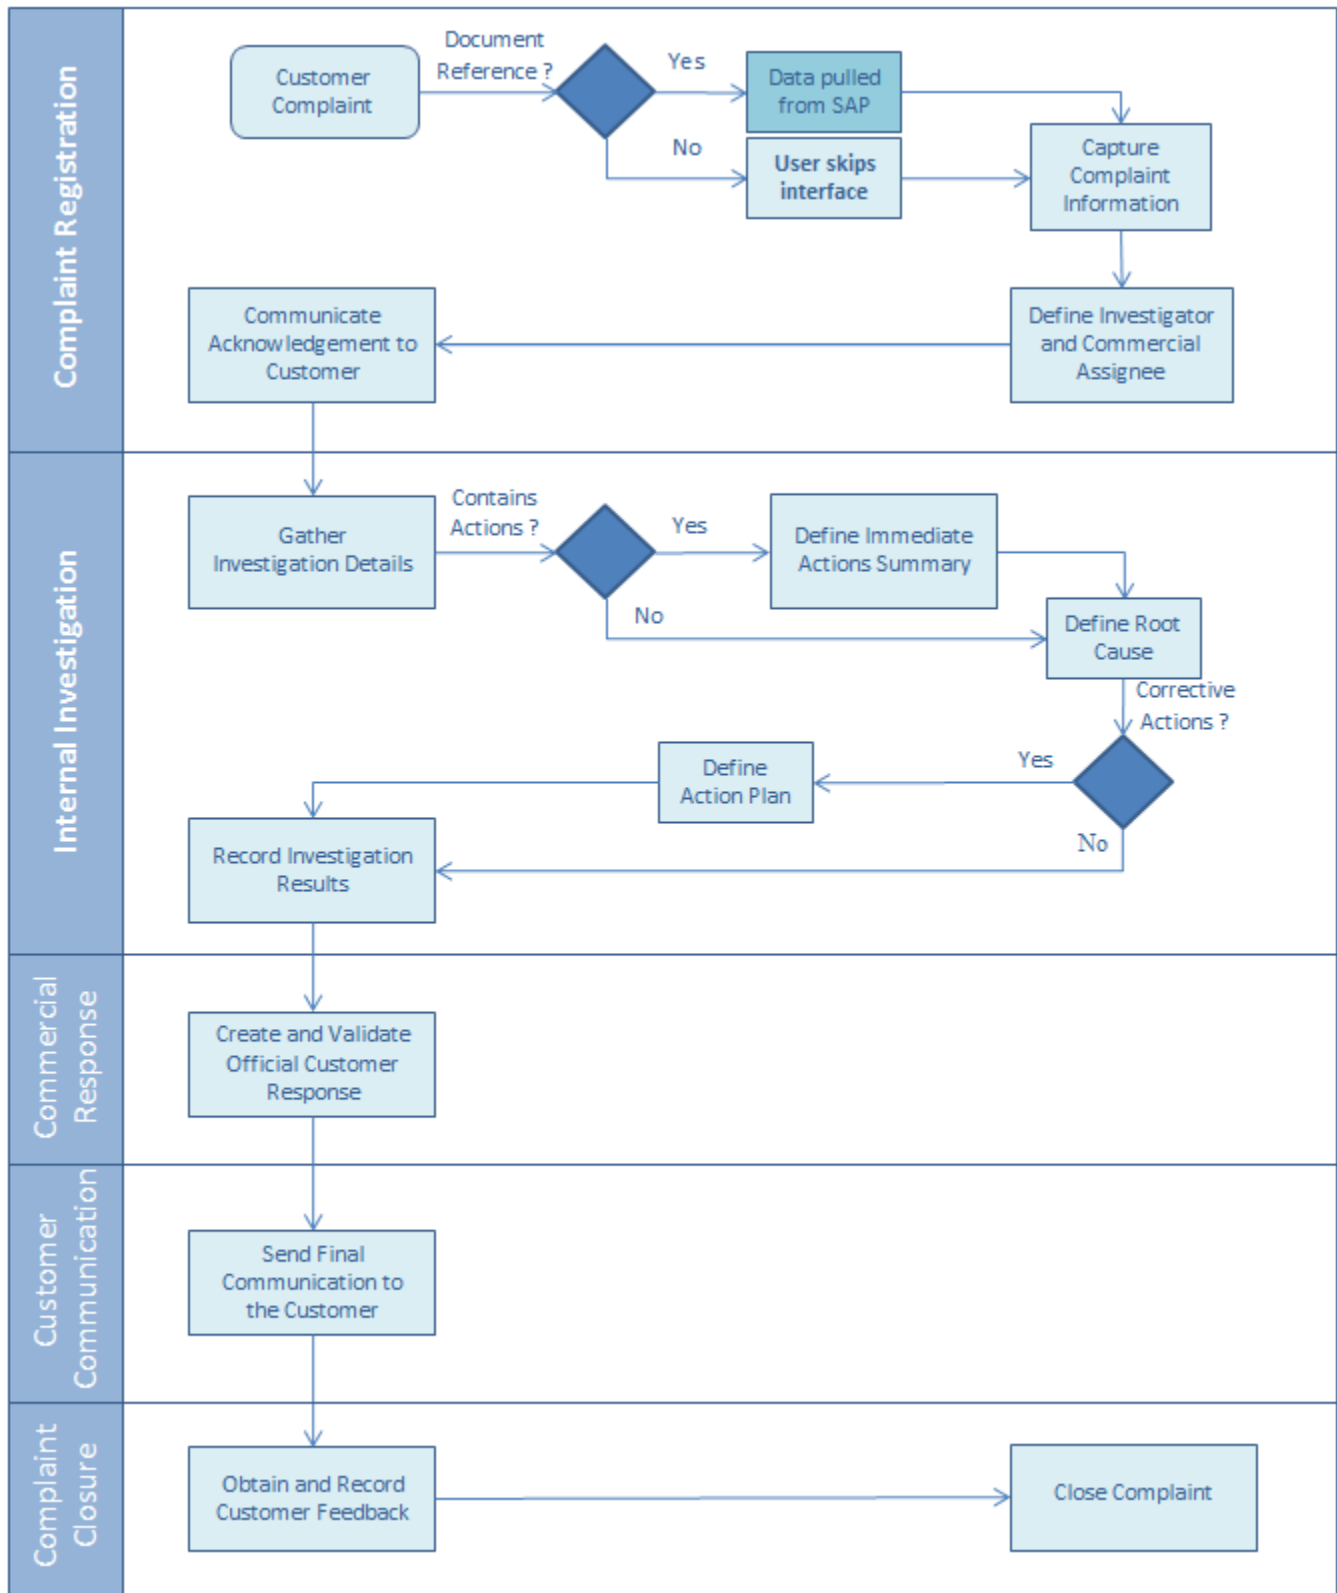 Complaint Registration
Customer
Complaint
Document
Reference ?
Yes
Data pulled
from SAP
No
User skips
interface
Capture
Complaint
Information
Communicate
Acknowledgement to
Customer
Define Investigator
and Commercial
Assignee
Internal Investigation
Gather
Investigation Details
Contains
Actions ?
Yes
Define Immediate
Actions Summary
No
Define Root
Cause
Corrective
Actions ?
Yes
Define
Action Plan
No
Record Investigation
Results
Commercial
Response
Create and Validate
Official Customer
Response
Customer
Communication
Send Final
Communication to
the Customer
Complaint
Closure
Obtain and Record
Customer Feedback
Close Complaint